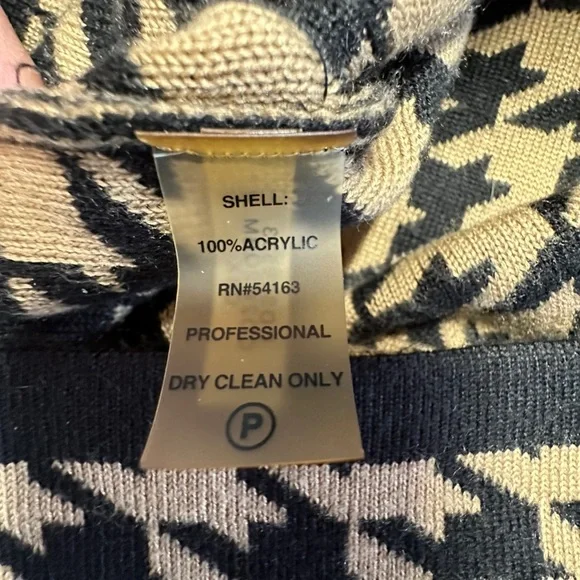 SHELL:
100%ACRYLIC
RN#54163
PROFESSIONAL
DRY CLEAN ONLY
P